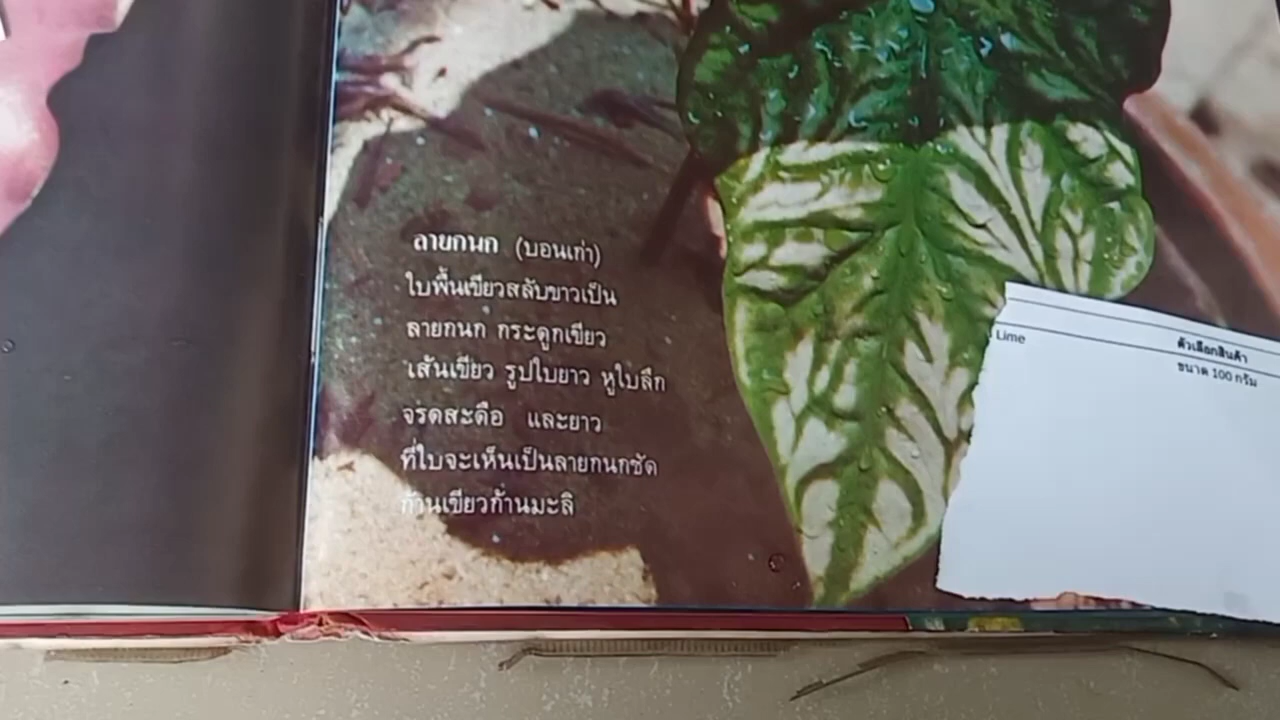 ลายกนก (บอนเก่า)
ใบพื้นเขียวสลับขาวเป็น
ลายกนก กระดูกเขียว
เส้นเขียว รูปใบยาว หูใบลึก
จรดสะดือ และยาว
ที่ใบจะเห็นเป็นลายกนกชัด
ก้านเขียวก้านมะลิ
Lime
ตัวเลือกสินค้า
ขนาด 100 กรัม